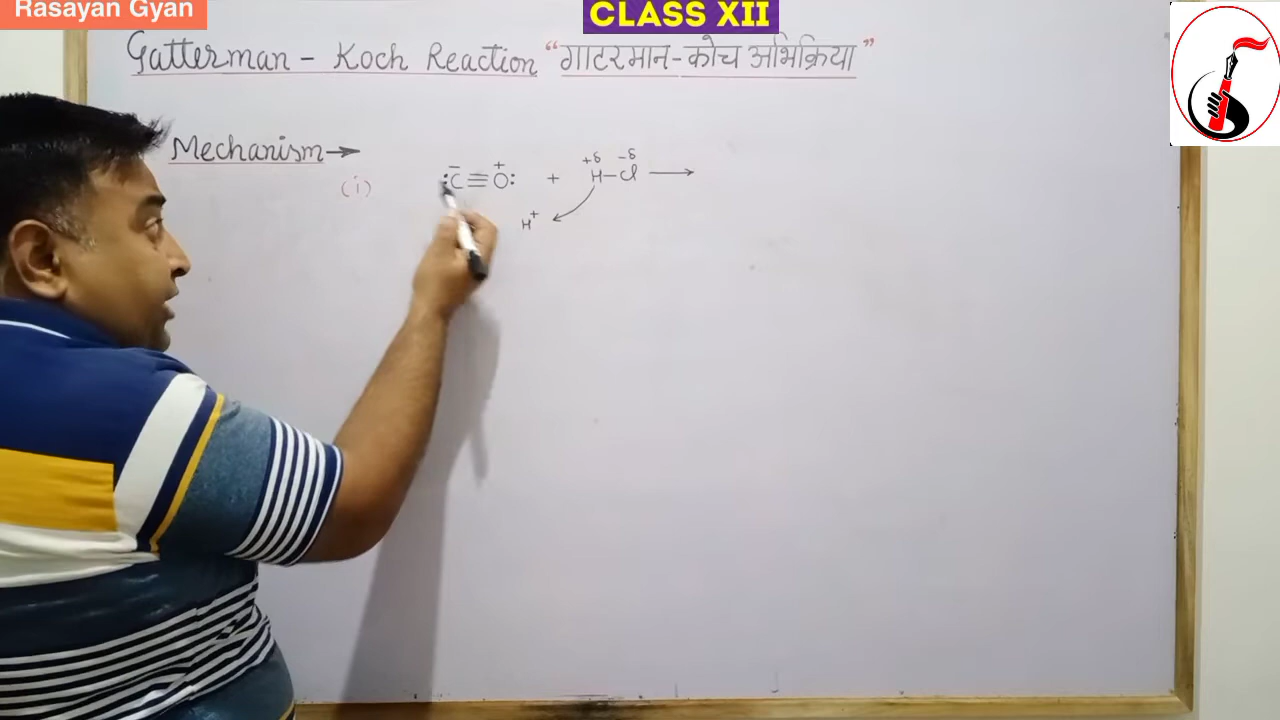 Rasayan Gyan
CLASS XII
Gatterman - Koch Reaction “गाटरमान-कोच अभिक्रिया”
Mechanism→
(i) :C̄≡O⁺: + H⁺ᵟ-Cl⁻ᵟ ⟶
H⁺